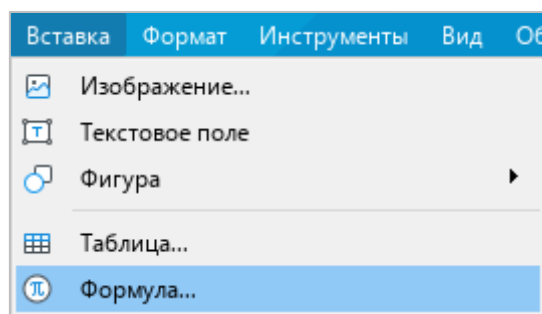 Вставка Формат Инструменты Вид
Изображение...
Текстовое поле
Фигура
Таблица...
Формула...